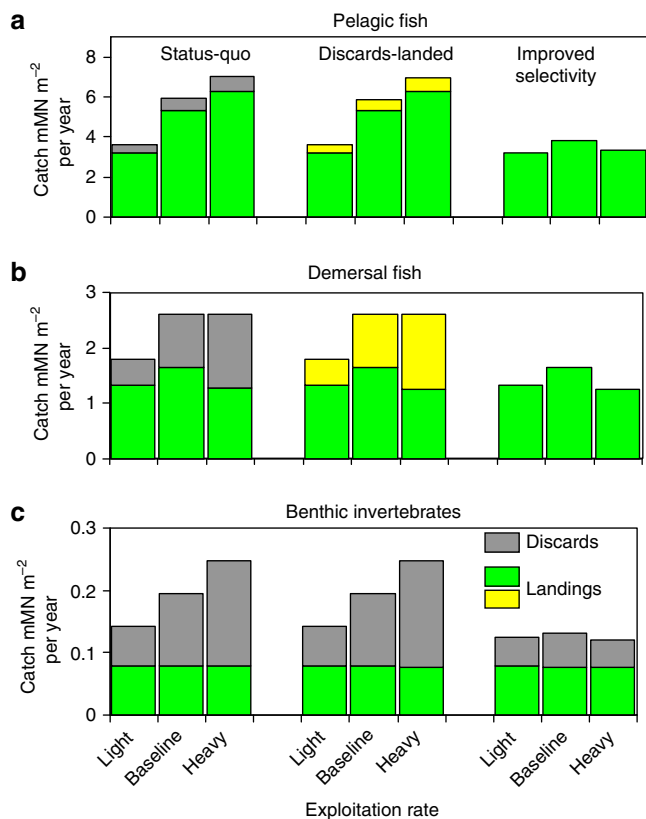 a
Pelagic fish
Status-quo
Discards-landed
Improved
selectivity
Catch mMN m⁻²
per year
8
6
4
2
0
b
Demersal fish
Catch mMN m⁻²
per year
3
2
1
0
c
Benthic invertebrates
Discards
Landings
Catch mMN m⁻²
per year
0.3
0.2
0.1
0
Light
Baseline
Heavy
Light
Baseline
Heavy
Light
Baseline
Heavy
Exploitation rate